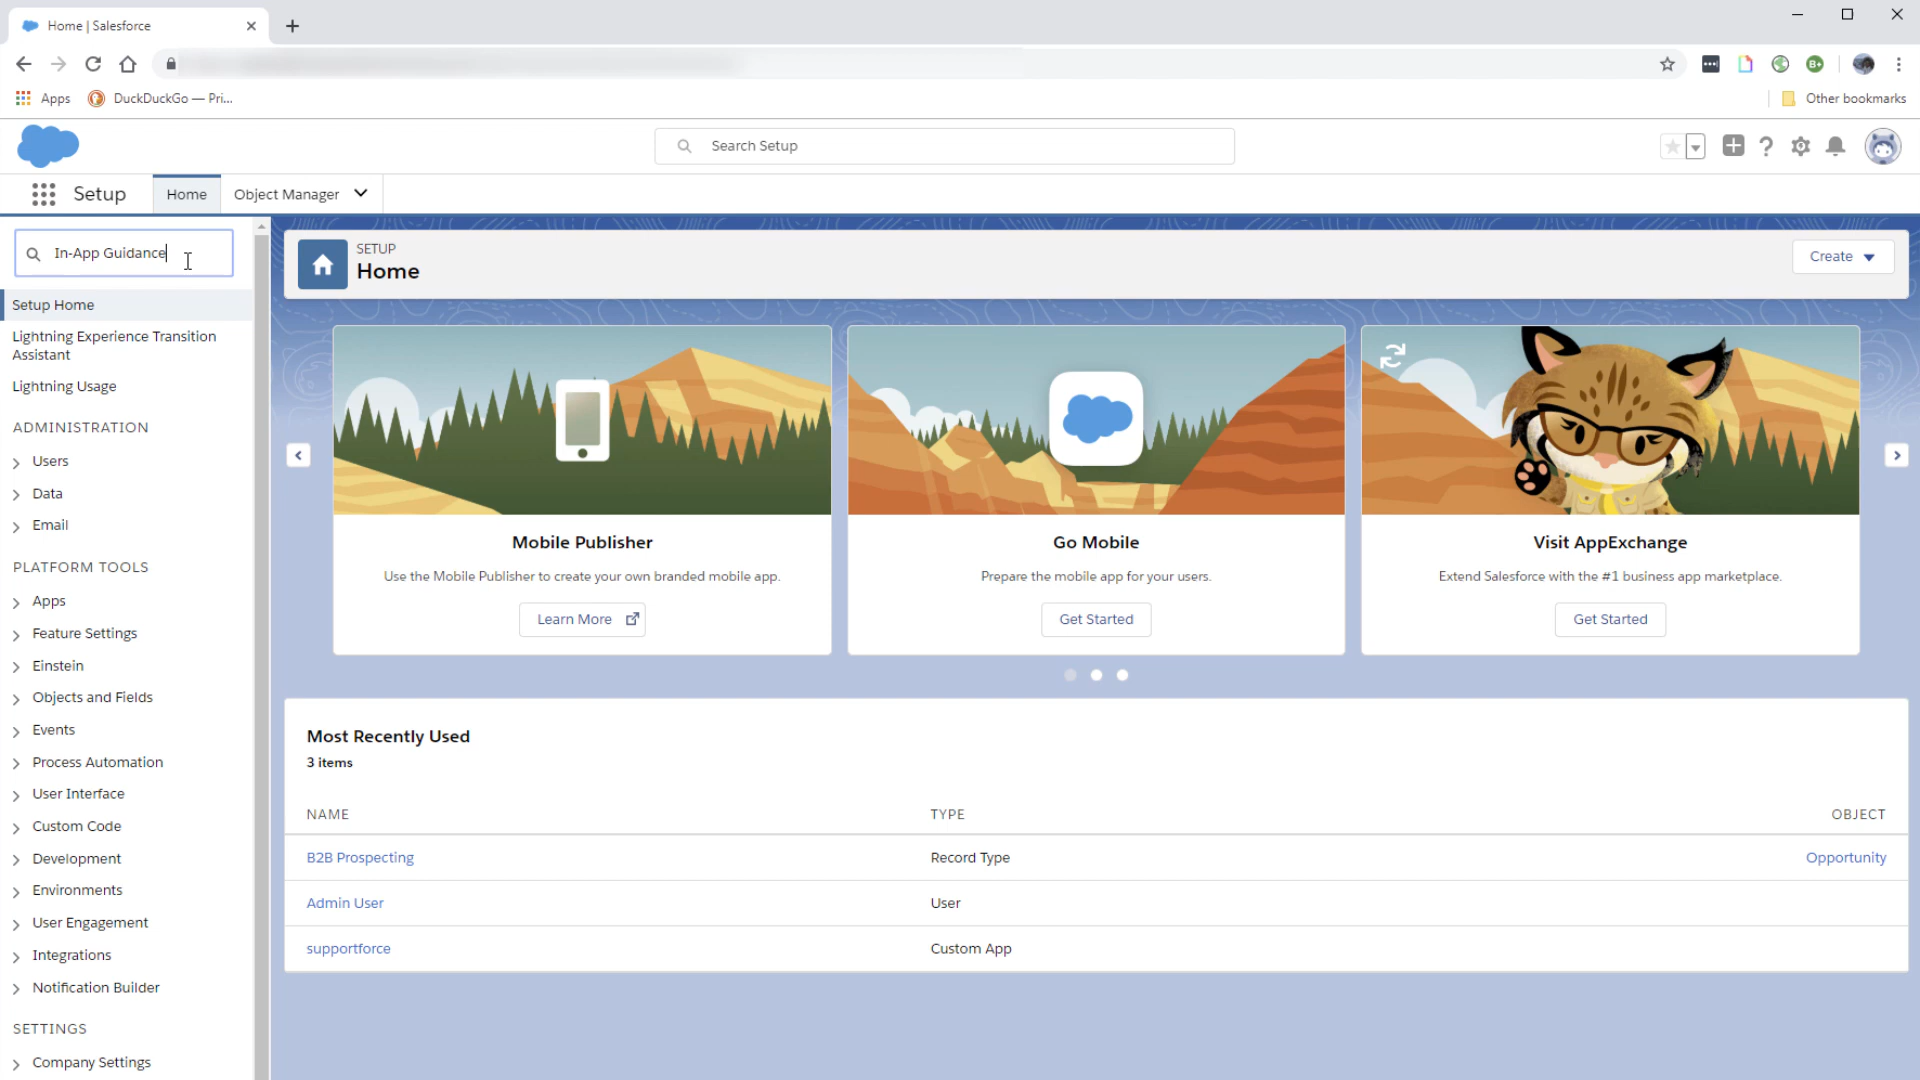 Home | Salesforce
Apps
DuckDuckGo — Pri...
Other bookmarks
Search Setup
Setup
Home
Object Manager
In-App Guidance
Setup Home
Lightning Experience Transition
Assistant
Lightning Usage
ADMINISTRATION
Users
Data
Email
PLATFORM TOOLS
Apps
Feature Settings
Einstein
Objects and Fields
Events
Process Automation
User Interface
Custom Code
Development
Environments
User Engagement
Integrations
Notification Builder
SETTINGS
Company Settings
SETUP
Home
Create
Mobile Publisher
Use the Mobile Publisher to create your own branded mobile app.
Learn More
Go Mobile
Prepare the mobile app for your users.
Get Started
Visit AppExchange
Extend Salesforce with the #1 business app marketplace.
Get Started
Most Recently Used
3 items
NAME TYPE OBJECT
B2B Prospecting Record Type Opportunity
Admin User User
supportforce Custom App